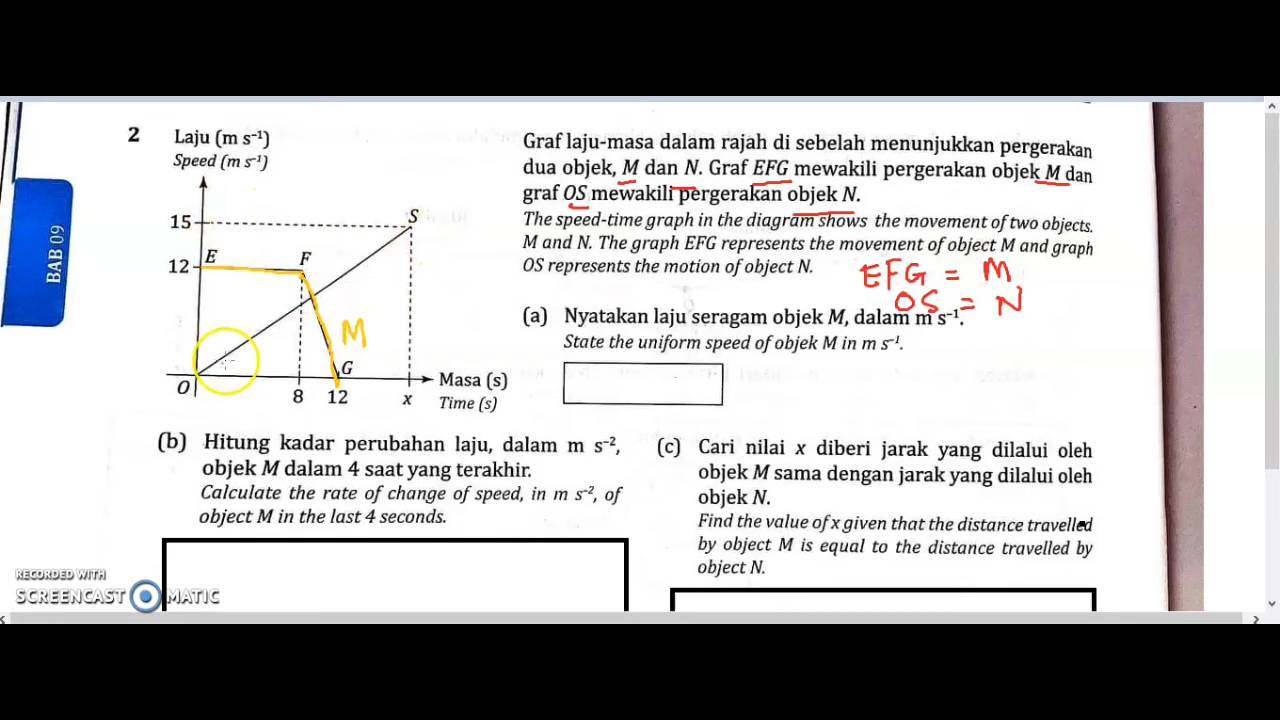 2
Laju (m s⁻¹)
Speed (m s⁻¹)
15
12
E
F
S
M
G
O
8
12
x
Masa (s)
Time (s)
Graf laju-masa dalam rajah di sebelah menunjukkan pergerakan
dua objek, M dan N. Graf EFG mewakili pergerakan objek M dan
graf OS mewakili pergerakan objek N.
The speed-time graph in the diagram shows the movement of two objects.
M and N. The graph EFG represents the movement of object M and graph
OS represents the motion of object N.
EFG = M
OS = N
(a) Nyatakan laju seragam objek M, dalam m s⁻¹.
State the uniform speed of objek M in m s⁻¹.
(b) Hitung kadar perubahan laju, dalam m s⁻²,
objek M dalam 4 saat yang terakhir.
Calculate the rate of change of speed, in m s⁻², of
object M in the last 4 seconds.
(c) Cari nilai x diberi jarak yang dilalui oleh
objek M sama dengan jarak yang dilalui oleh
objek N.
Find the value of x given that the distance travelled
by object M is equal to the distance travelled by
object N.
BAB 09
RECORDED WITH
SCREENCAST MATIC